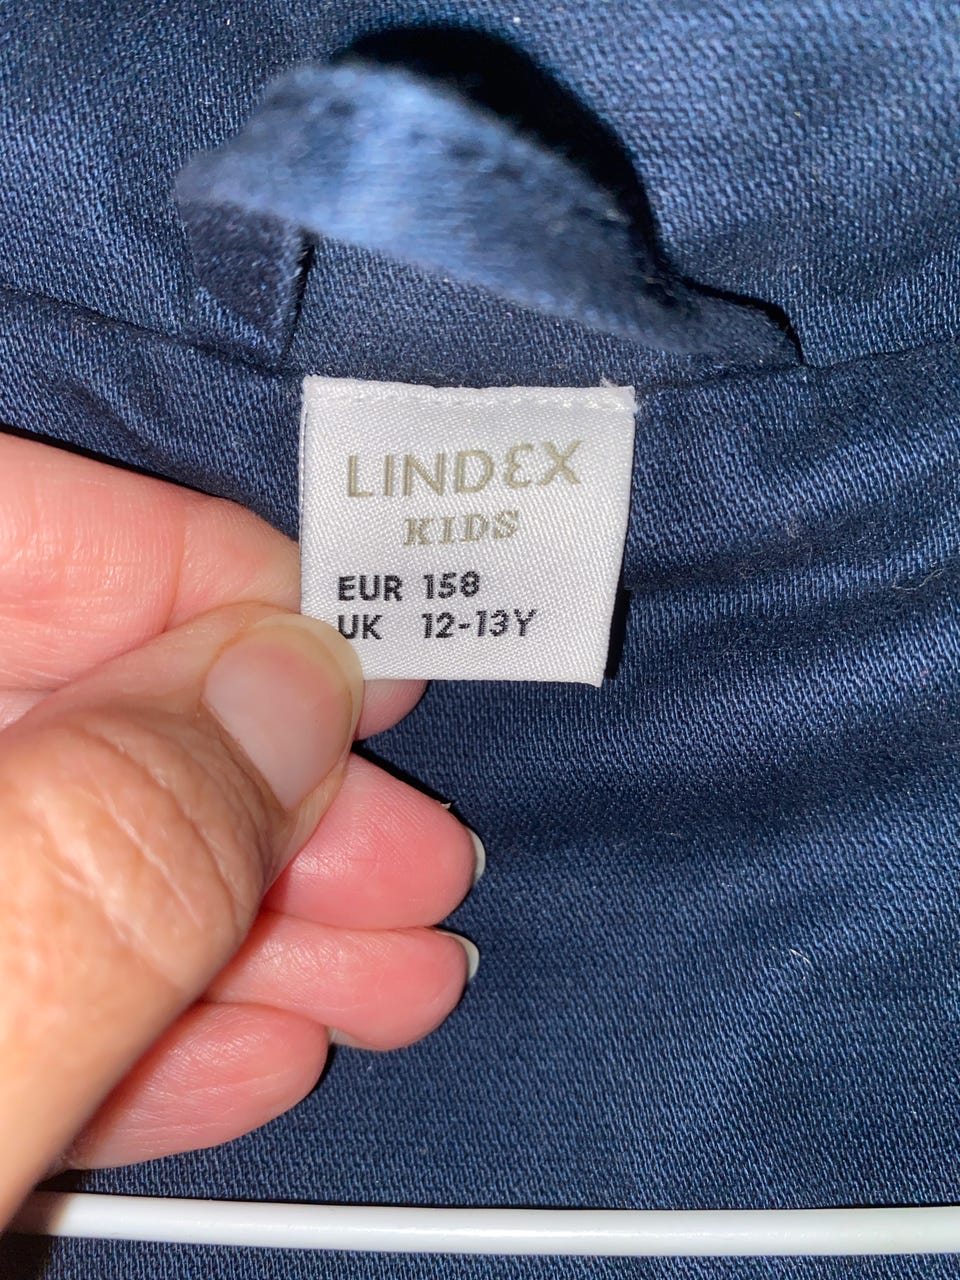 LINDEX
KIDS
EUR 158
UK 12-13Y